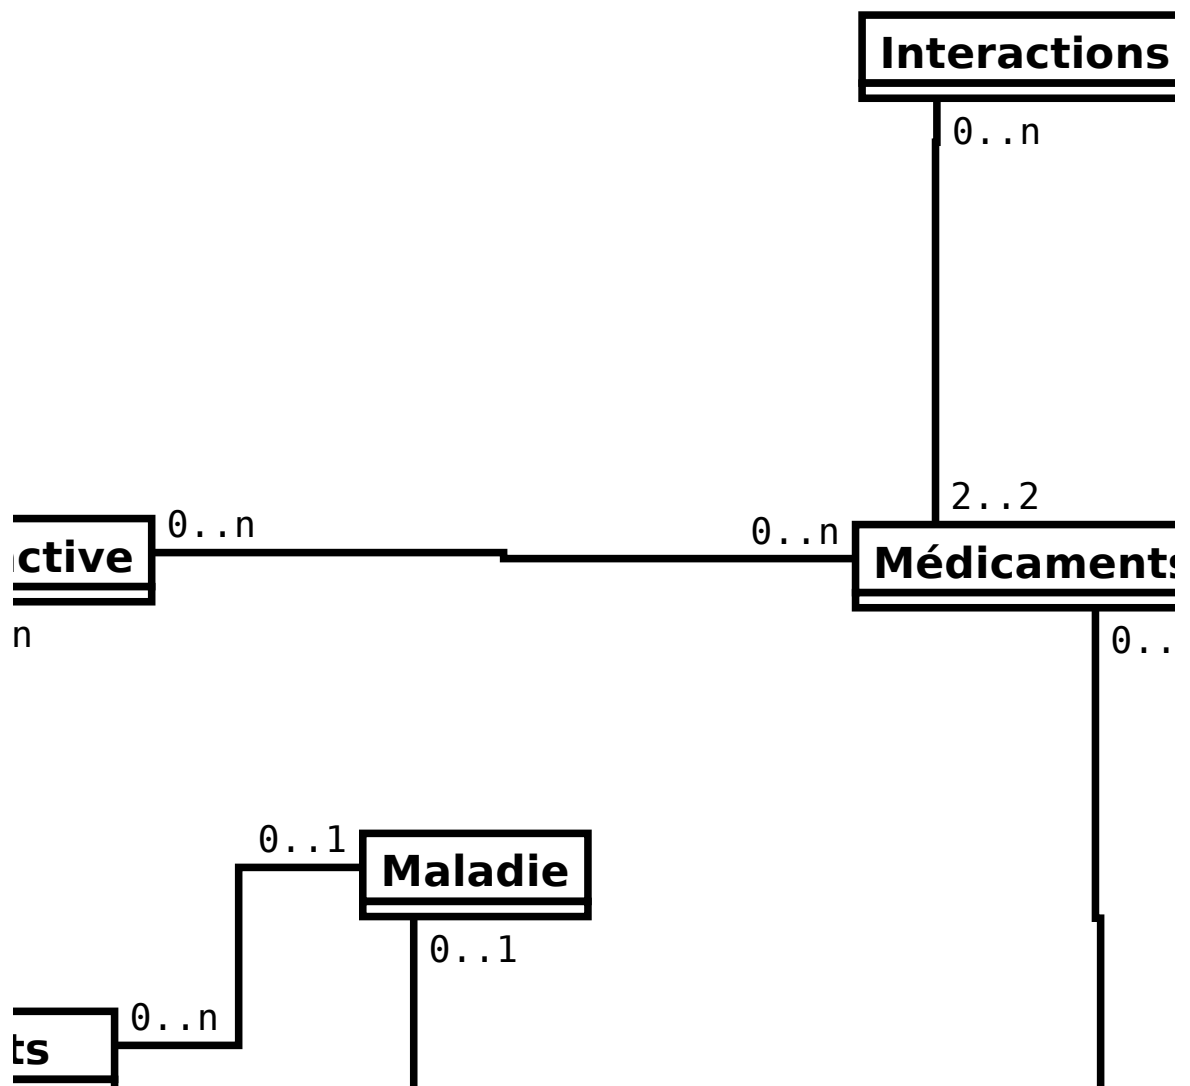 Interactions
0..n
2..2
0..n
0..n
ctive
Médicaments
n
0..
0..1
Maladie
0..1
0..n
ts